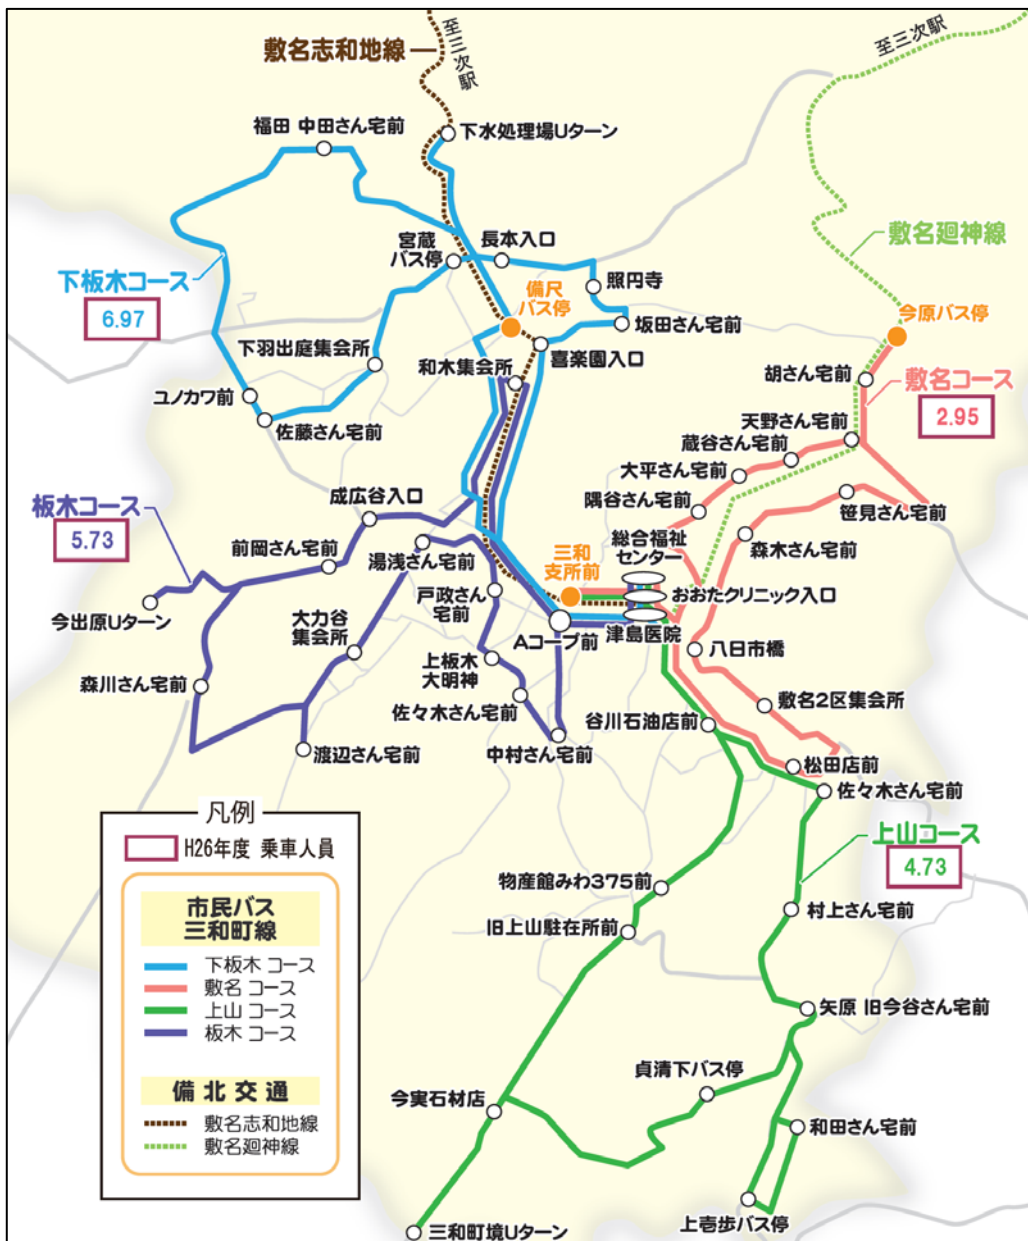 敷名志和地線
至三次駅
至三次駅
福田 中田さん宅前
下水処理場Uターン
敷名廻神線
宮蔵
バス停
長本入口
下板木コース
6.97
備尺
バス停
照円寺
今原バス停
坂田さん宅前
下羽出庭集会所
和木集会所
喜楽園入口
胡さん宅前
敷名コース
2.95
ユノカワ前
佐藤さん宅前
天野さん宅前
蔵谷さん宅前
大平さん宅前
隅谷さん宅前
笹見さん宅前
板木コース
5.73
成広谷入口
前岡さん宅前
湯浅さん宅前
総合福祉
センター
森木さん宅前
三和
支所前
おおたクリニック入口
今出原Uターン
戸政さん
宅前
大力谷
集会所
Aコープ前
津島医院
八日市橋
上板木
大明神
森川さん宅前
佐々木さん宅前
敷名2区集会所
谷川石油店前
渡辺さん宅前
中村さん宅前
松田店前
佐々木さん宅前
上山コース
4.73
物産館みわ375前
旧上山駐在所前
村上さん宅前
矢原 旧今谷さん宅前
貞清下バス停
今実石材店
和田さん宅前
上壱歩バス停
三和町境Uターン
凡例
H26年度 乗車人員
市民バス
三和町線
下板木 コース
敷名 コース
上山 コース
板木 コース
備北交通
敷名志和地線
敷名廻神線